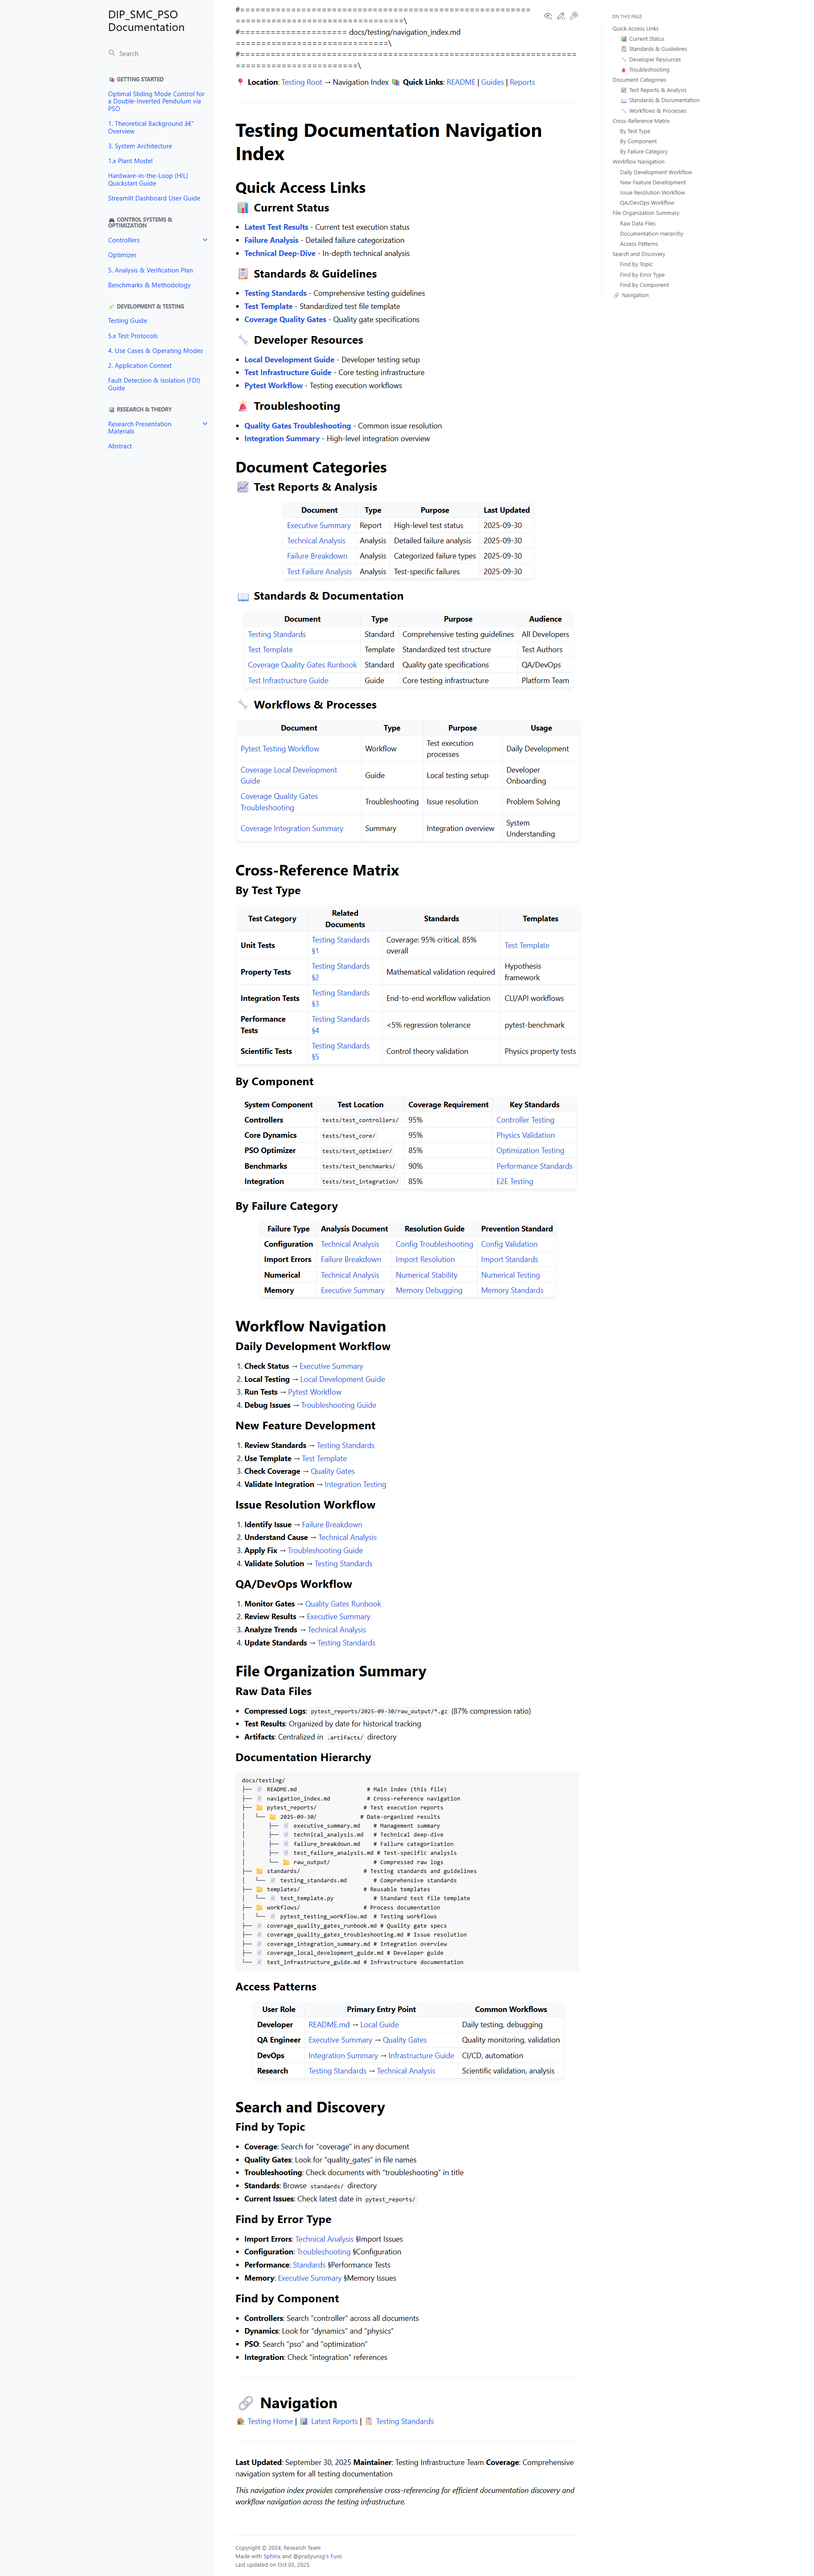 DIP_SMC_PSO
Documentation
Search
GETTING STARTED
Optimal Sliding Mode Control for
a Double-Inverted Pendulum via
PSO
1. Theoretical Background â€“
Overview
3. System Architecture
1.x Plant Model
Hardware-in-the-Loop (HIL)
Quickstart Guide
Streamlit Dashboard User Guide
CONTROL SYSTEMS &
OPTIMIZATION
Controllers
Optimizer
5. Analysis & Verification Plan
Benchmarks & Methodology
DEVELOPMENT & TESTING
Testing Guide
5.x Test Protocols
4. Use Cases & Operating Modes
2. Application Context
Fault Detection & Isolation (FDI)
Guide
RESEARCH & THEORY
Research Presentation
Materials
Abstract
#===================== docs/testing/navigation_index.md
📍 Location: Testing Root → Navigation Index 📚 Quick Links: README | Guides | Reports
Testing Documentation Navigation
Index
Quick Access Links
📊 Current Status
• Latest Test Results - Current test execution status
• Failure Analysis - Detailed failure categorization
• Technical Deep-Dive - In-depth technical analysis
📋 Standards & Guidelines
• Testing Standards - Comprehensive testing guidelines
• Test Template - Standardized test file template
• Coverage Quality Gates - Quality gate specifications
🔧 Developer Resources
• Local Development Guide - Developer testing setup
• Test Infrastructure Guide - Core testing infrastructure
• Pytest Workflow - Testing execution workflows
🚨 Troubleshooting
• Quality Gates Troubleshooting - Common issue resolution
• Integration Summary - High-level integration overview
Document Categories
📈 Test Reports & Analysis
Document Type Purpose Last Updated
Executive Summary Report High-level test status 2025-09-30
Technical Analysis Analysis Detailed failure analysis 2025-09-30
Failure Breakdown Analysis Categorized failure types 2025-09-30
Test Failure Analysis Analysis Test-specific failures 2025-09-30
📖 Standards & Documentation
Document Type Purpose Audience
Testing Standards Standard Comprehensive testing guidelines All Developers
Test Template Template Standardized test structure Test Authors
Coverage Quality Gates Runbook Standard Quality gate specifications QA/DevOps
Test Infrastructure Guide Guide Core testing infrastructure Platform Team
🔧 Workflows & Processes
Document Type Purpose Usage
Pytest Testing Workflow Workflow Test execution
processes Daily Development
Coverage Local Development
Guide Guide Local testing setup Developer
Onboarding
Coverage Quality Gates
Troubleshooting Troubleshooting Issue resolution Problem Solving
Coverage Integration Summary Summary Integration overview System
Understanding
Cross-Reference Matrix
By Test Type
Test Category Related
Documents Standards Templates
Unit Tests Testing Standards
§1 Coverage: 95% critical, 85%
overall Test Template
Property Tests Testing Standards
§2 Mathematical validation required Hypothesis
framework
Integration Tests Testing Standards
§3 End-to-end workflow validation CLI/API workflows
Performance
Tests Testing Standards
§4 <5% regression tolerance pytest-benchmark
Scientific Tests Testing Standards
§5 Control theory validation Physics property tests
By Component
System Component Test Location Coverage Requirement Key Standards
Controllers tests/test_controllers/ 95% Controller Testing
Core Dynamics tests/test_core/ 95% Physics Validation
PSO Optimizer tests/test_optimizer/ 85% Optimization Testing
Benchmarks tests/test_benchmarks/ 90% Performance Standards
Integration tests/test_integration/ 85% E2E Testing
By Failure Category
Failure Type Analysis Document Resolution Guide Prevention Standard
Configuration Technical Analysis Config Troubleshooting Config Validation
Import Errors Failure Breakdown Import Resolution Import Standards
Numerical Technical Analysis Numerical Stability Numerical Testing
Memory Executive Summary Memory Debugging Memory Standards
Workflow Navigation
Daily Development Workflow
1. Check Status → Executive Summary
2. Local Testing → Local Development Guide
3. Run Tests → Pytest Workflow
4. Debug Issues → Troubleshooting Guide
New Feature Development
1. Review Standards → Testing Standards
2. Use Template → Test Template
3. Check Coverage → Quality Gates
4. Validate Integration → Integration Testing
Issue Resolution Workflow
1. Identify Issue → Failure Breakdown
2. Understand Cause → Technical Analysis
3. Apply Fix → Troubleshooting Guide
4. Validate Solution → Testing Standards
QA/DevOps Workflow
1. Monitor Gates → Quality Gates Runbook
2. Review Results → Executive Summary
3. Analyze Trends → Technical Analysis
4. Update Standards → Testing Standards
File Organization Summary
Raw Data Files
• Compressed Logs: pytest_reports/2025-09-30/raw_output/*.gz (87% compression ratio)
• Test Results: Organized by date for historical tracking
• Artifacts: Centralized in .artifacts/ directory
Documentation Hierarchy
docs/testing/
├── README.md # Main index (this file)
├── navigation_index.md # Cross-reference navigation
├── pytest_reports/ # Test execution reports
│ └── 2025-09-30/ # Date-organized results
│ ├── executive_summary.md # Management summary
│ ├── technical_analysis.md # Technical deep-dive
│ ├── failure_breakdown.md # Failure categorization
│ ├── test_failure_analysis.md # Test-specific analysis
│ └── raw_output/ # Compressed raw logs
├── standards/ # Testing standards and guidelines
│ └── testing_standards.md # Comprehensive standards
├── templates/ # Reusable templates
│ └── test_template.py # Standard test file template
├── workflows/ # Process documentation
│ └── pytest_testing_workflow.md # Testing workflows
├── coverage_quality_gates_runbook.md # Quality gate specs
├── coverage_quality_gates_troubleshooting.md # Issue resolution
├── coverage_integration_summary.md # Integration overview
├── coverage_local_development_guide.md # Developer guide
└── test_infrastructure_guide.md # Infrastructure documentation
Access Patterns
User Role Primary Entry Point Common Workflows
Developer README.md → Local Guide Daily testing, debugging
QA Engineer Executive Summary → Quality Gates Quality monitoring, validation
DevOps Integration Summary → Infrastructure Guide CI/CD, automation
Research Testing Standards → Technical Analysis Scientific validation, analysis
Search and Discovery
Find by Topic
• Coverage: Search for “coverage” in any document
• Quality Gates: Look for “quality_gates” in file names
• Troubleshooting: Check documents with “troubleshooting” in title
• Standards: Browse standards/ directory
• Current Issues: Check latest date in pytest_reports/
Find by Error Type
• Import Errors: Technical Analysis §Import Issues
• Configuration: Troubleshooting §Configuration
• Performance: Standards §Performance Tests
• Memory: Executive Summary §Memory Issues
Find by Component
• Controllers: Search “controller” across all documents
• Dynamics: Look for “dynamics” and “physics”
• PSO: Search “pso” and “optimization”
• Integration: Check “integration” references
🔗 Navigation
🏠 Testing Home | 📊 Latest Reports | 📋 Testing Standards
Last Updated: September 30, 2025 Maintainer: Testing Infrastructure Team Coverage: Comprehensive
navigation system for all testing documentation
This navigation index provides comprehensive cross-referencing for efficient documentation discovery and
workflow navigation across the testing infrastructure.
Copyright © 2024, Research Team
Made with Sphinx and @pradyunsg's Furo
Last updated on Oct 03, 2025
ON THIS PAGE
Quick Access Links
📊 Current Status
📋 Standards & Guidelines
🔧 Developer Resources
🚨 Troubleshooting
Document Categories
📈 Test Reports & Analysis
📖 Standards & Documentation
🔧 Workflows & Processes
Cross-Reference Matrix
By Test Type
By Component
By Failure Category
Workflow Navigation
Daily Development Workflow
New Feature Development
Issue Resolution Workflow
QA/DevOps Workflow
File Organization Summary
Raw Data Files
Documentation Hierarchy
Access Patterns
Search and Discovery
Find by Topic
Find by Error Type
Find by Component
🔗 Navigation